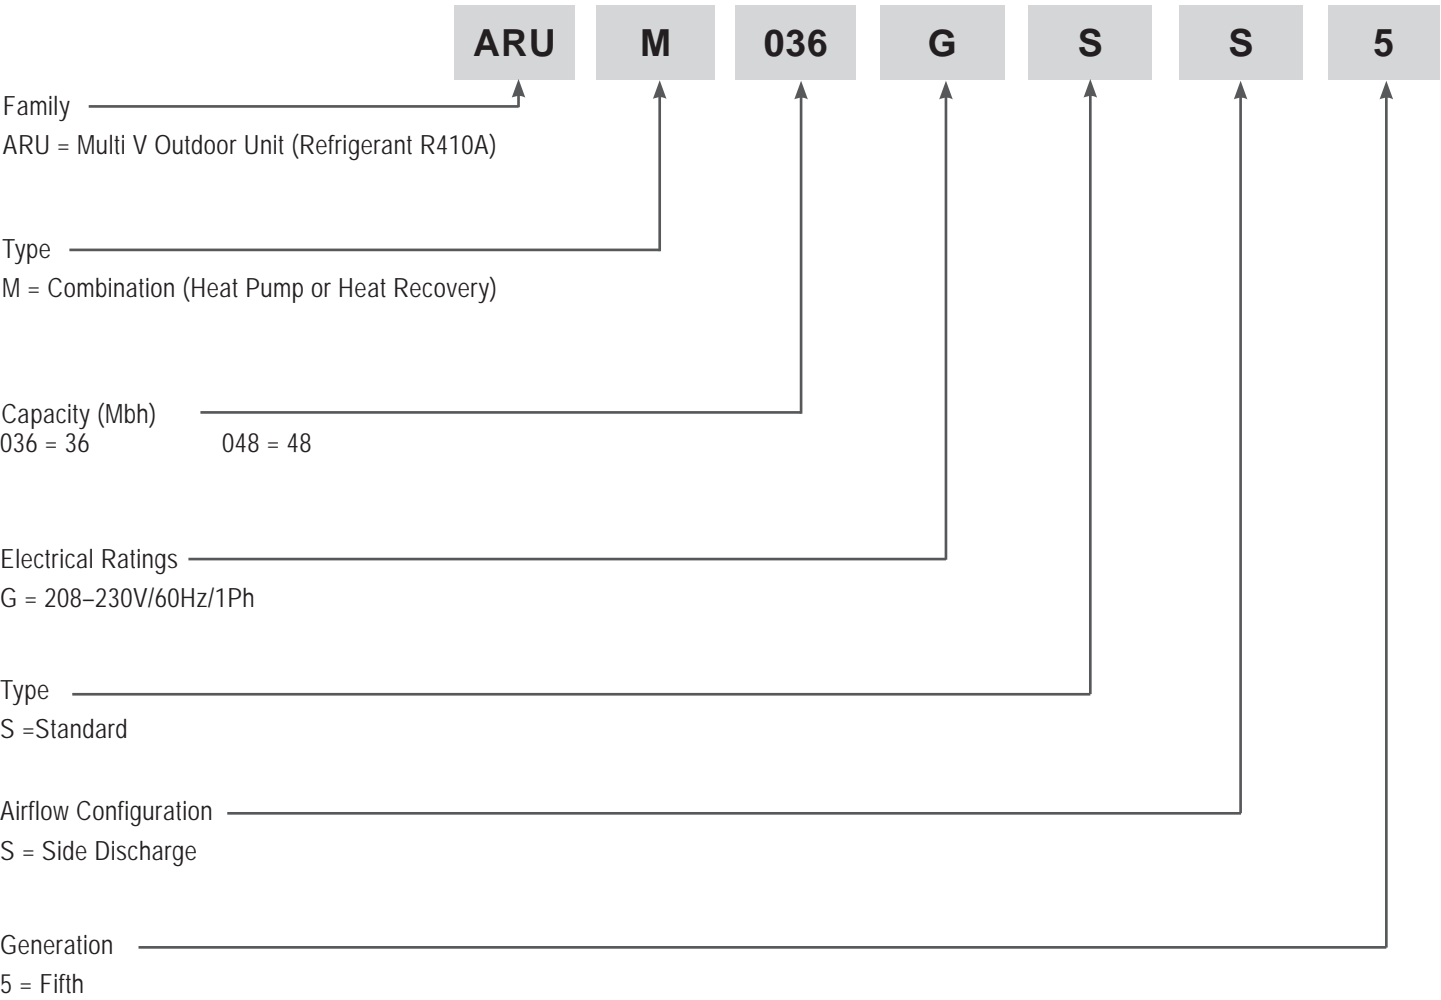 ARU M 036 G S S 5
Family
ARU = Multi V Outdoor Unit (Refrigerant R410A)
Type
M = Combination (Heat Pump or Heat Recovery)
Capacity (Mbh)
036 = 36 048 = 48
Electrical Ratings
G = 208–230V/60Hz/1Ph
Type
S =Standard
Airflow Configuration
S = Side Discharge
Generation
5 = Fifth